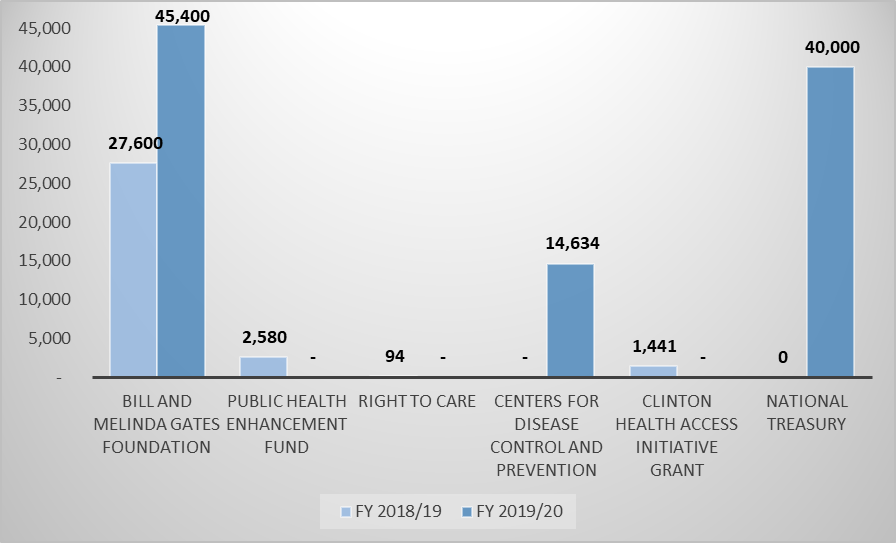 45,000
40,000
35,000
30,000
25,000
20,000
15,000
10,000
5,000
-
27,600
45,400
2,580
-
94
-
-
14,634
1,441
-
0
40,000
BILL AND
MELINDA GATES
FOUNDATION
PUBLIC HEALTH
ENHANCEMENT
FUND
RIGHT TO CARE
CENTERS FOR
DISEASE
CONTROL AND
PREVENTION
CLINTON
HEALTH ACCESS
INITIATIVE
GRANT
NATIONAL
TREASURY
FY 2018/19 FY 2019/20